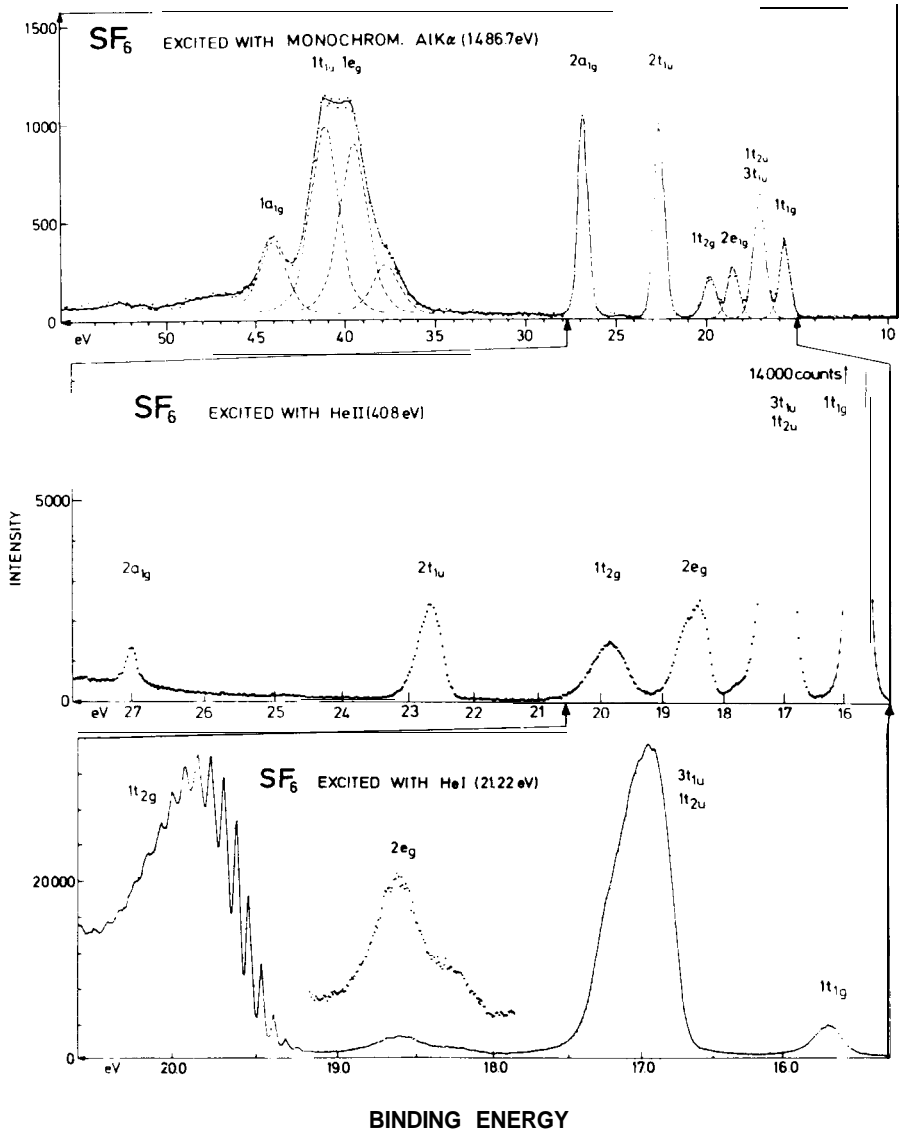 1500
SF6 EXCITED WITH MONOCHROM. AlKα (1486.7eV)
1t1u 1eg
2a1g
2t1u
1000
1t2u
3t1u
1t1g
1a1g
500
1t2g 2e1g
0
eV 50 45 40 35 30 25 20 15 10
14000 counts
SF6 EXCITED WITH HeII (40.8 eV)
3t1u 1t1g
1t2u
5000
INTENSITY
2a1g
2t1u
1t2g
2eg
0
eV 27 26 25 24 23 22 21 20 19 18 17 16
SF6 EXCITED WITH HeI (21.22 eV)
1t2g
3t1u
1t2u
2eg
20000
1t1g
0
eV 20.0 19.0 18.0 17.0 16.0
BINDING ENERGY